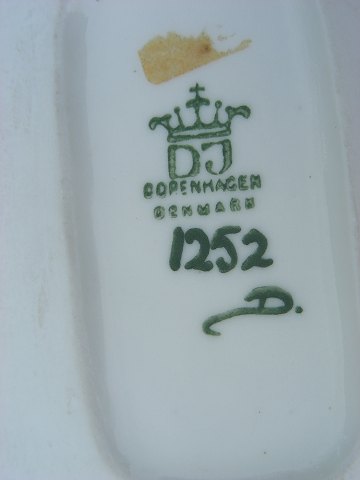 DJ
COPENHAGEN
DENMARK
1252
D.